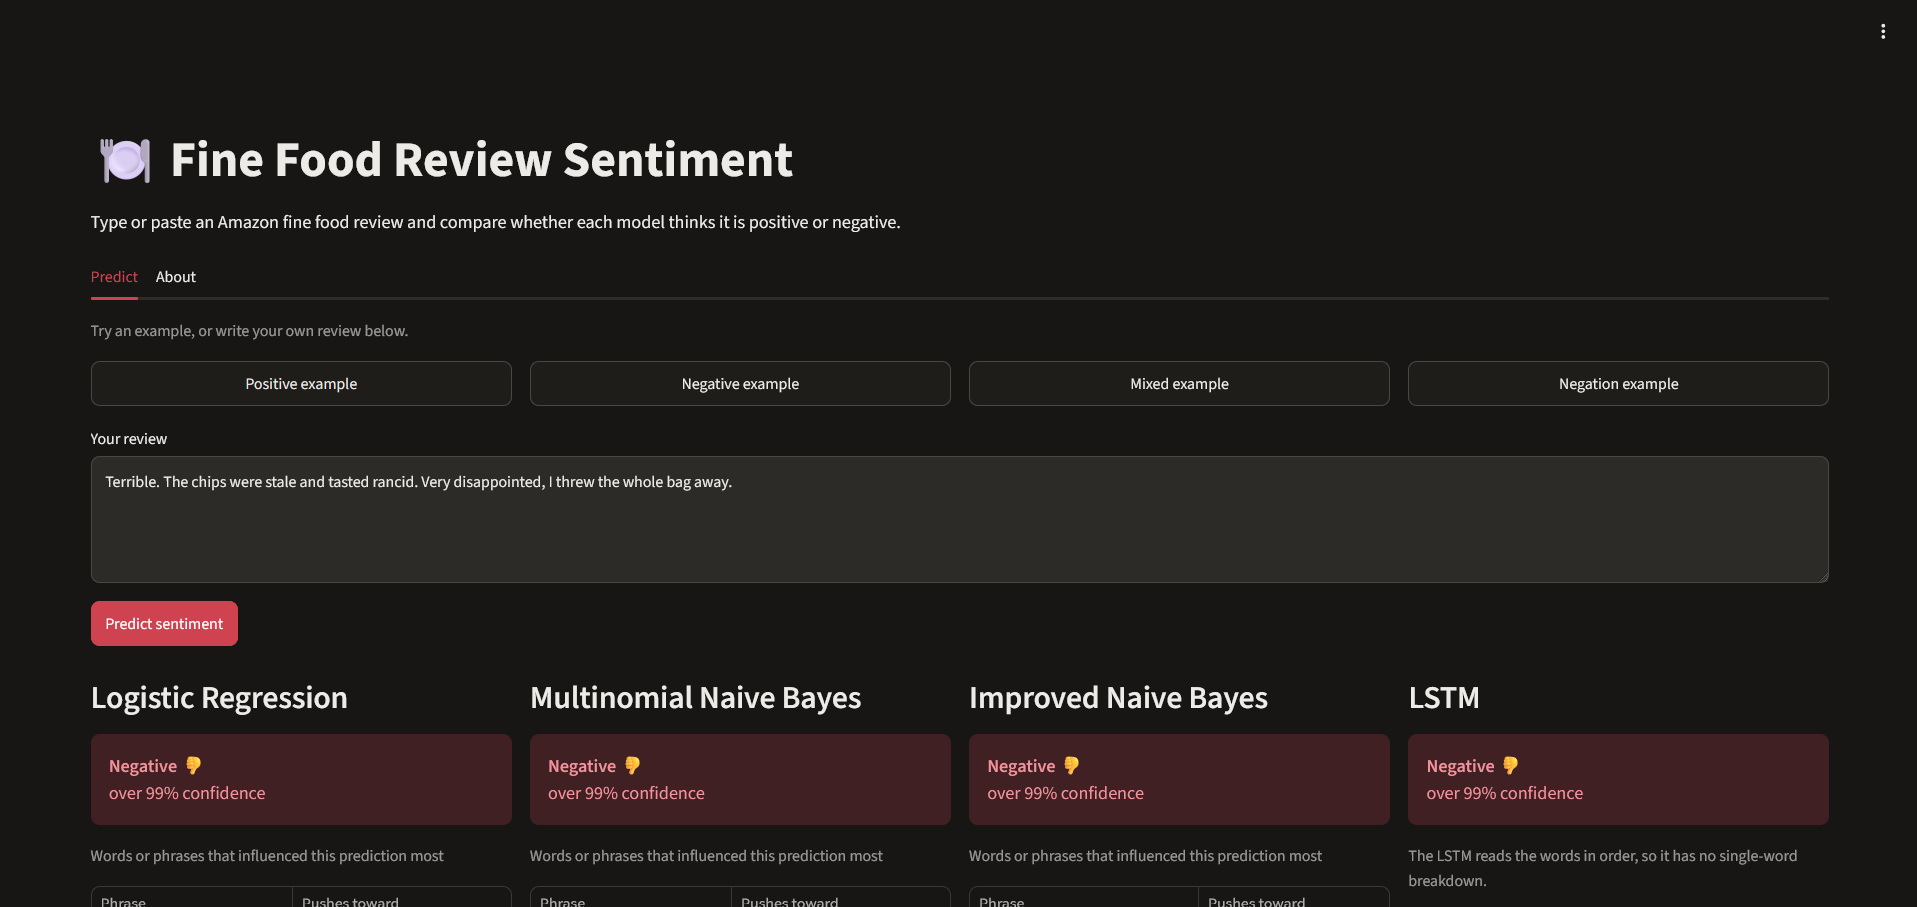 Fine Food Review Sentiment
Type or paste an Amazon fine food review and compare whether each model thinks it is positive or negative.
Predict
About
Try an example, or write your own review below.
Positive example
Negative example
Mixed example
Negation example
Your review
Terrible. The chips were stale and tasted rancid. Very disappointed, I threw the whole bag away.
Predict sentiment
Logistic Regression
Negative
over 99% confidence
Words or phrases that influenced this prediction most
Phrase
Pushes toward
Multinomial Naive Bayes
Negative
over 99% confidence
Words or phrases that influenced this prediction most
Phrase
Pushes toward
Improved Naive Bayes
Negative
over 99% confidence
Words or phrases that influenced this prediction most
Phrase
Pushes toward
LSTM
Negative
over 99% confidence
The LSTM reads the words in order, so it has no single-word
breakdown.